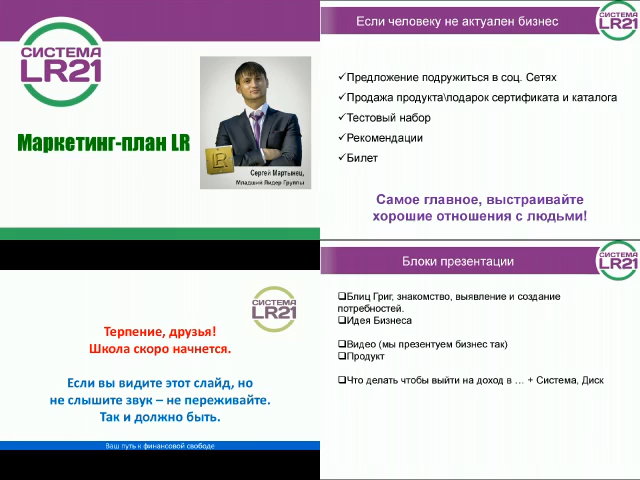 СИСТЕМА
LR21
Маркетинг-план LR
LR
Сергей Мартынец,
Младший Лидер Группы
Если человеку не актуален бизнес
СИСТЕМА
LR21
Предложение подружиться в соц. Сетях
Продажа продукта\подарок сертификата и каталога
Тестовый набор
Рекомендации
Билет
Самое главное, выстраивайте
хорошие отношения с людьми!
СИСТЕМА
LR21
Терпение, друзья!
Школа скоро начнется.
Если вы видите этот слайд, но
не слышите звук – не переживайте.
Так и должно быть.
Ваш путь к финансовой свободе
Блоки презентации
СИСТЕМА
LR21
Блиц Григ, знакомство, выявление и создание
потребностей.
Идея Бизнеса
Видео (мы презентуем бизнес так)
Продукт
Что делать чтобы выйти на доход в … + Система, Диск